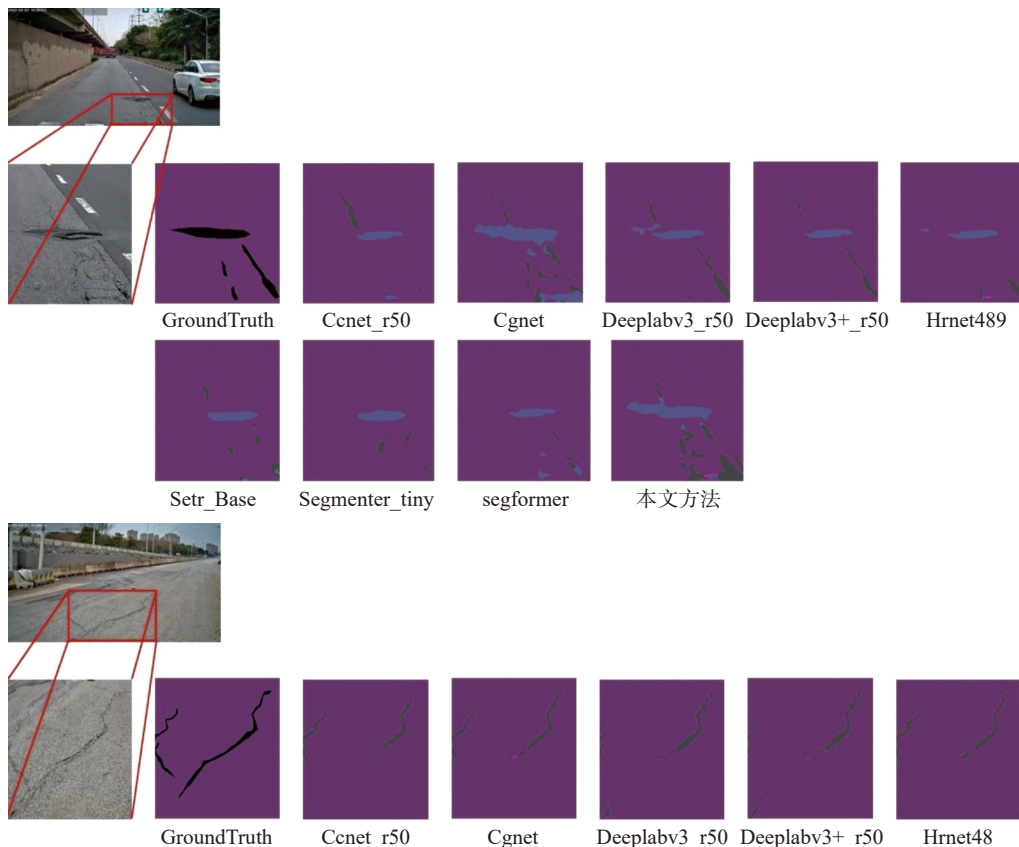 GroundTruth Ccnet_r50 Cgnet Deeplabv3_r50 Deeplabv3+_r50 Hrnet489
Setr_Base Segmenter_tiny segformer 本文方法
GroundTruth Ccnet_r50 Cgnet Deeplabv3_r50 Deeplabv3+_r50 Hrnet48